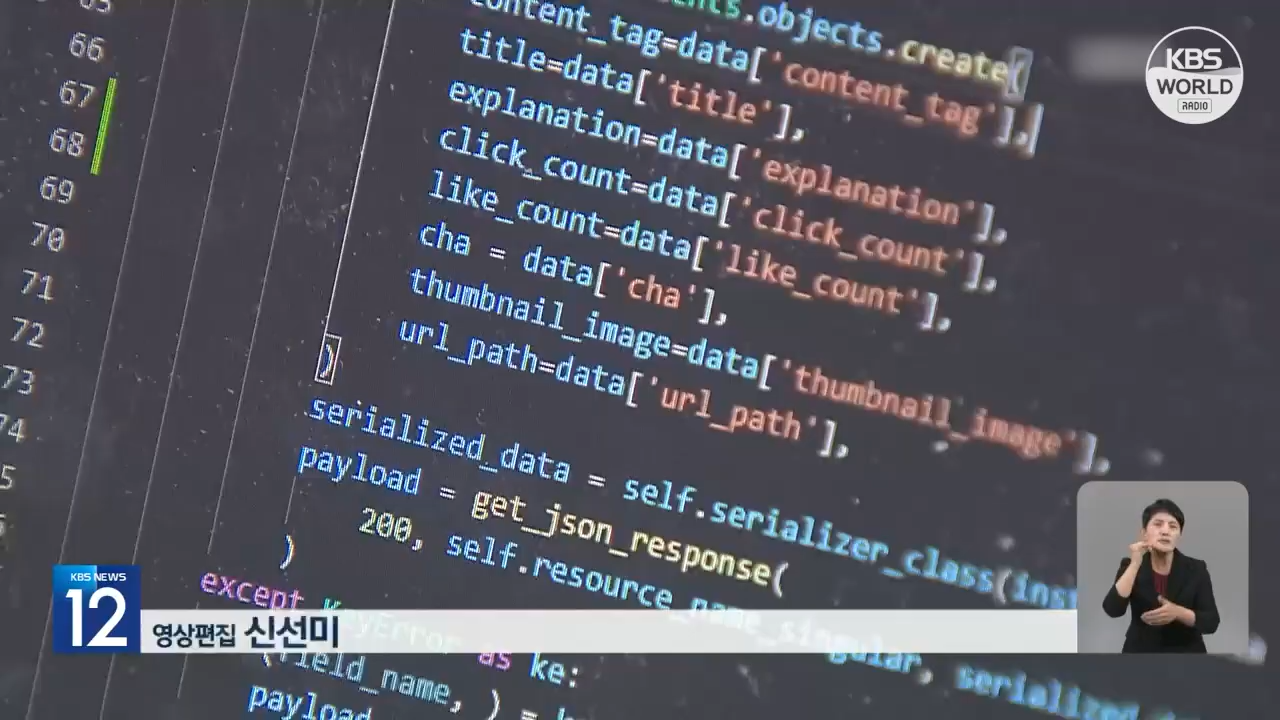 65
66
67
68
69
70
71
72
73
74
.objects.create(
content_tag=data['content_tag'],
title=data['title'],
explanation=data['explanation'],
click_count=data['click_count'],
like_count=data['like_count'],
cha = data['cha'],
thumbnail_image=data['thumbnail_image'],
url_path=data['url_path'],
)
serialized_data = self.serializer_class(
payload = get_json_response(
200, self.resource_name_singular,
)
except KeyError as ke:
(field_name, ) =
payload
KBS
WORLD
RADIO
KBS NEWS
12
영상편집 신선미